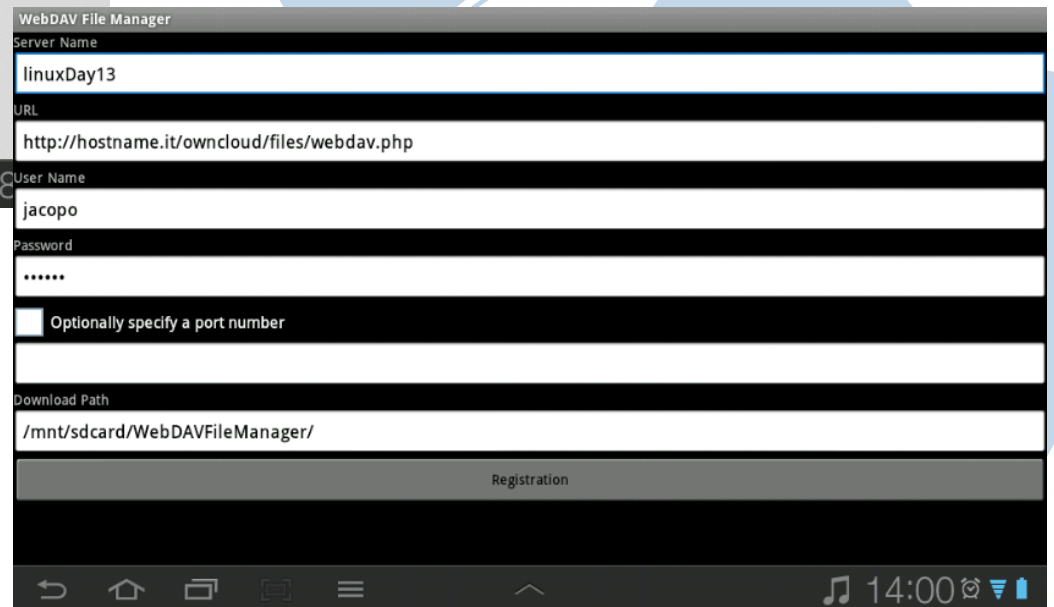 WebDAV File Manager
Server Name
linuxDay13
URL
http://hostname.it/owncloud/files/webdav.php
8
User Name
jacopo
Password
••••••
Optionally specify a port number
Download Path
/mnt/sdcard/WebDAVFileManager/
Registration
14:00